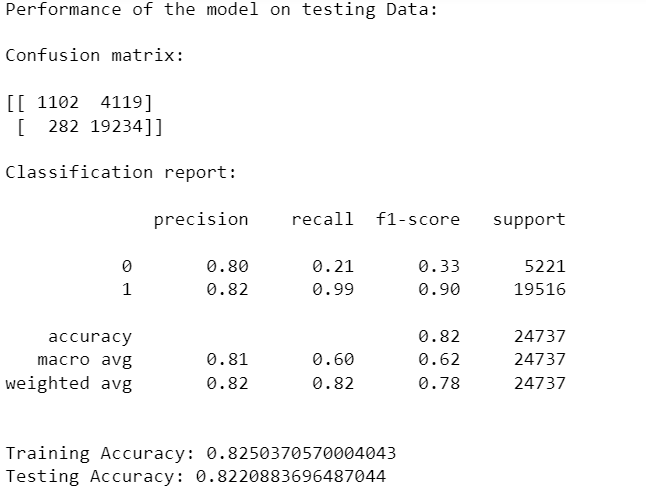 Performance of the model on testing Data:
Confusion matrix:
[[ 1102  4119]
 [  282 19234]]
Classification report:
              precision    recall  f1-score   support
           0       0.80      0.21      0.33      5221
           1       0.82      0.99      0.90     19516
    accuracy                           0.82     24737
   macro avg       0.81      0.60      0.62     24737
weighted avg       0.82      0.82      0.78     24737
Training Accuracy: 0.8250370570004043
Testing Accuracy: 0.8220883696487044